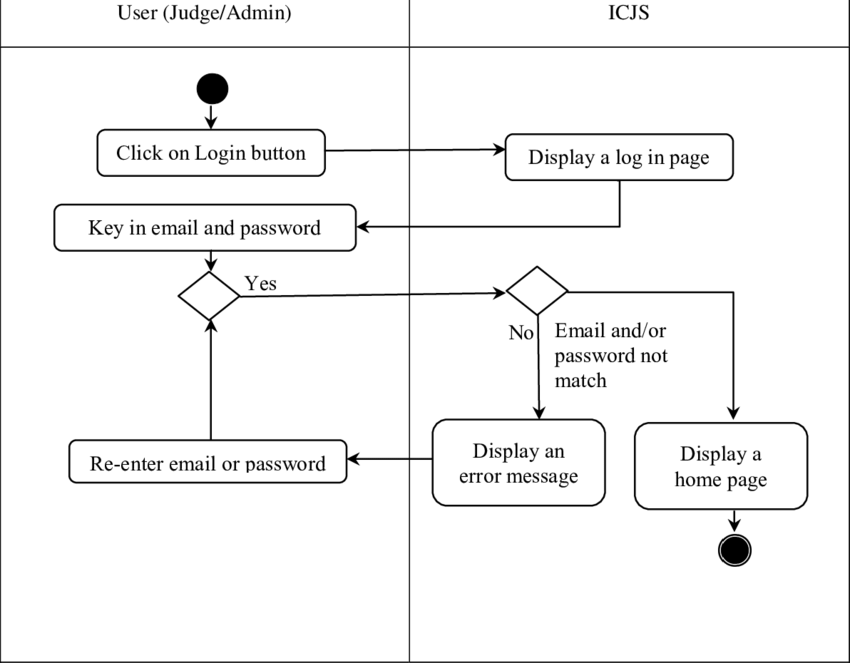 User (Judge/Admin)
ICJS
Click on Login button
Display a log in page
Key in email and password
Yes
No
Email and/or
password not
match
Re-enter email or password
Display an
error message
Display a
home page